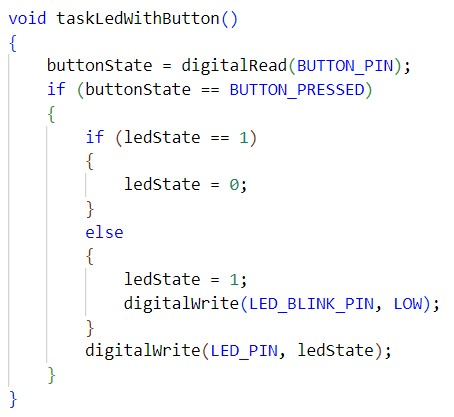 void taskLedWithButton()
{
    buttonState = digitalRead(BUTTON_PIN);
    if (buttonState == BUTTON_PRESSED)
    {
        if (ledState == 1)
        {
            ledState = 0;
        }
        else
        {
            ledState = 1;
            digitalWrite(LED_BLINK_PIN, LOW);
        }
        digitalWrite(LED_PIN, ledState);
    }
}